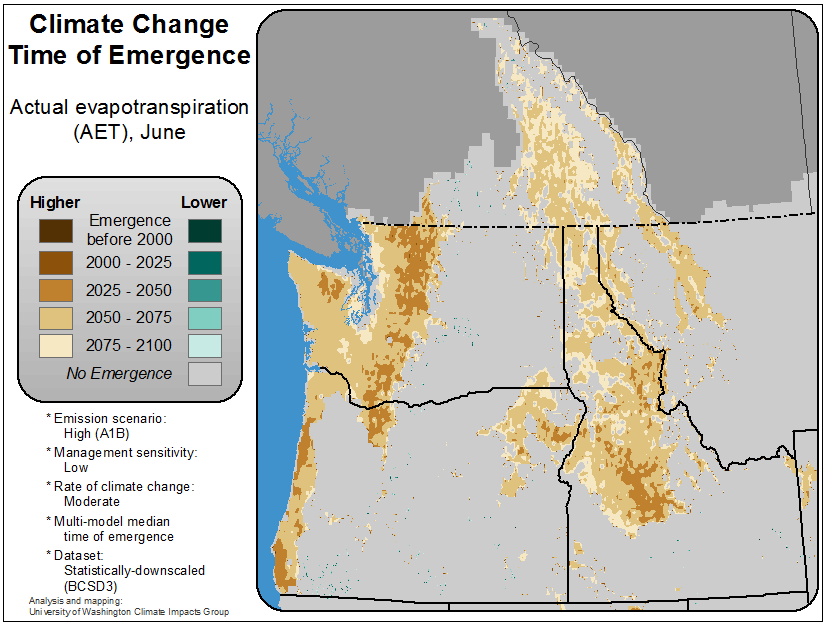 Climate Change
Time of Emergence
Actual evapotranspiration
(AET), June
Higher
Lower
Emergence
before 2000
2000 - 2025
2025 - 2050
2050 - 2075
2075 - 2100
No Emergence
* Emission scenario:
High (A1B)
* Management sensitivity:
Low
* Rate of climate change:
Moderate
* Multi-model median
time of emergence
* Dataset:
Statistically-downscaled
(BCSD3)
Analysis and mapping:
University of Washington Climate Impacts Group